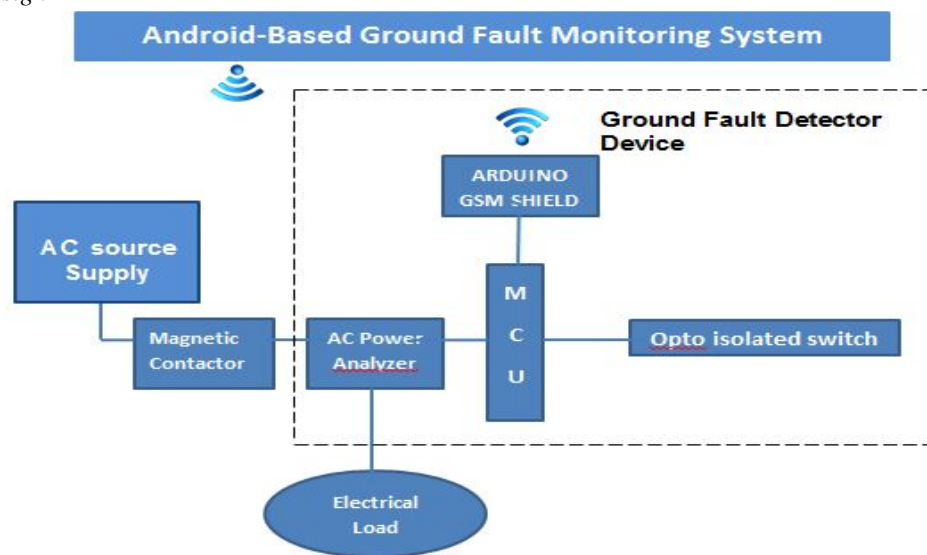 Android-Based Ground Fault Monitoring System
Ground Fault Detector
Device
ARDUINO
GSM SHIELD
AC source
Supply
M
C
U
Magnetic
Contactor
AC Power
Analyzer
Opto isolated switch
Electrical
Load